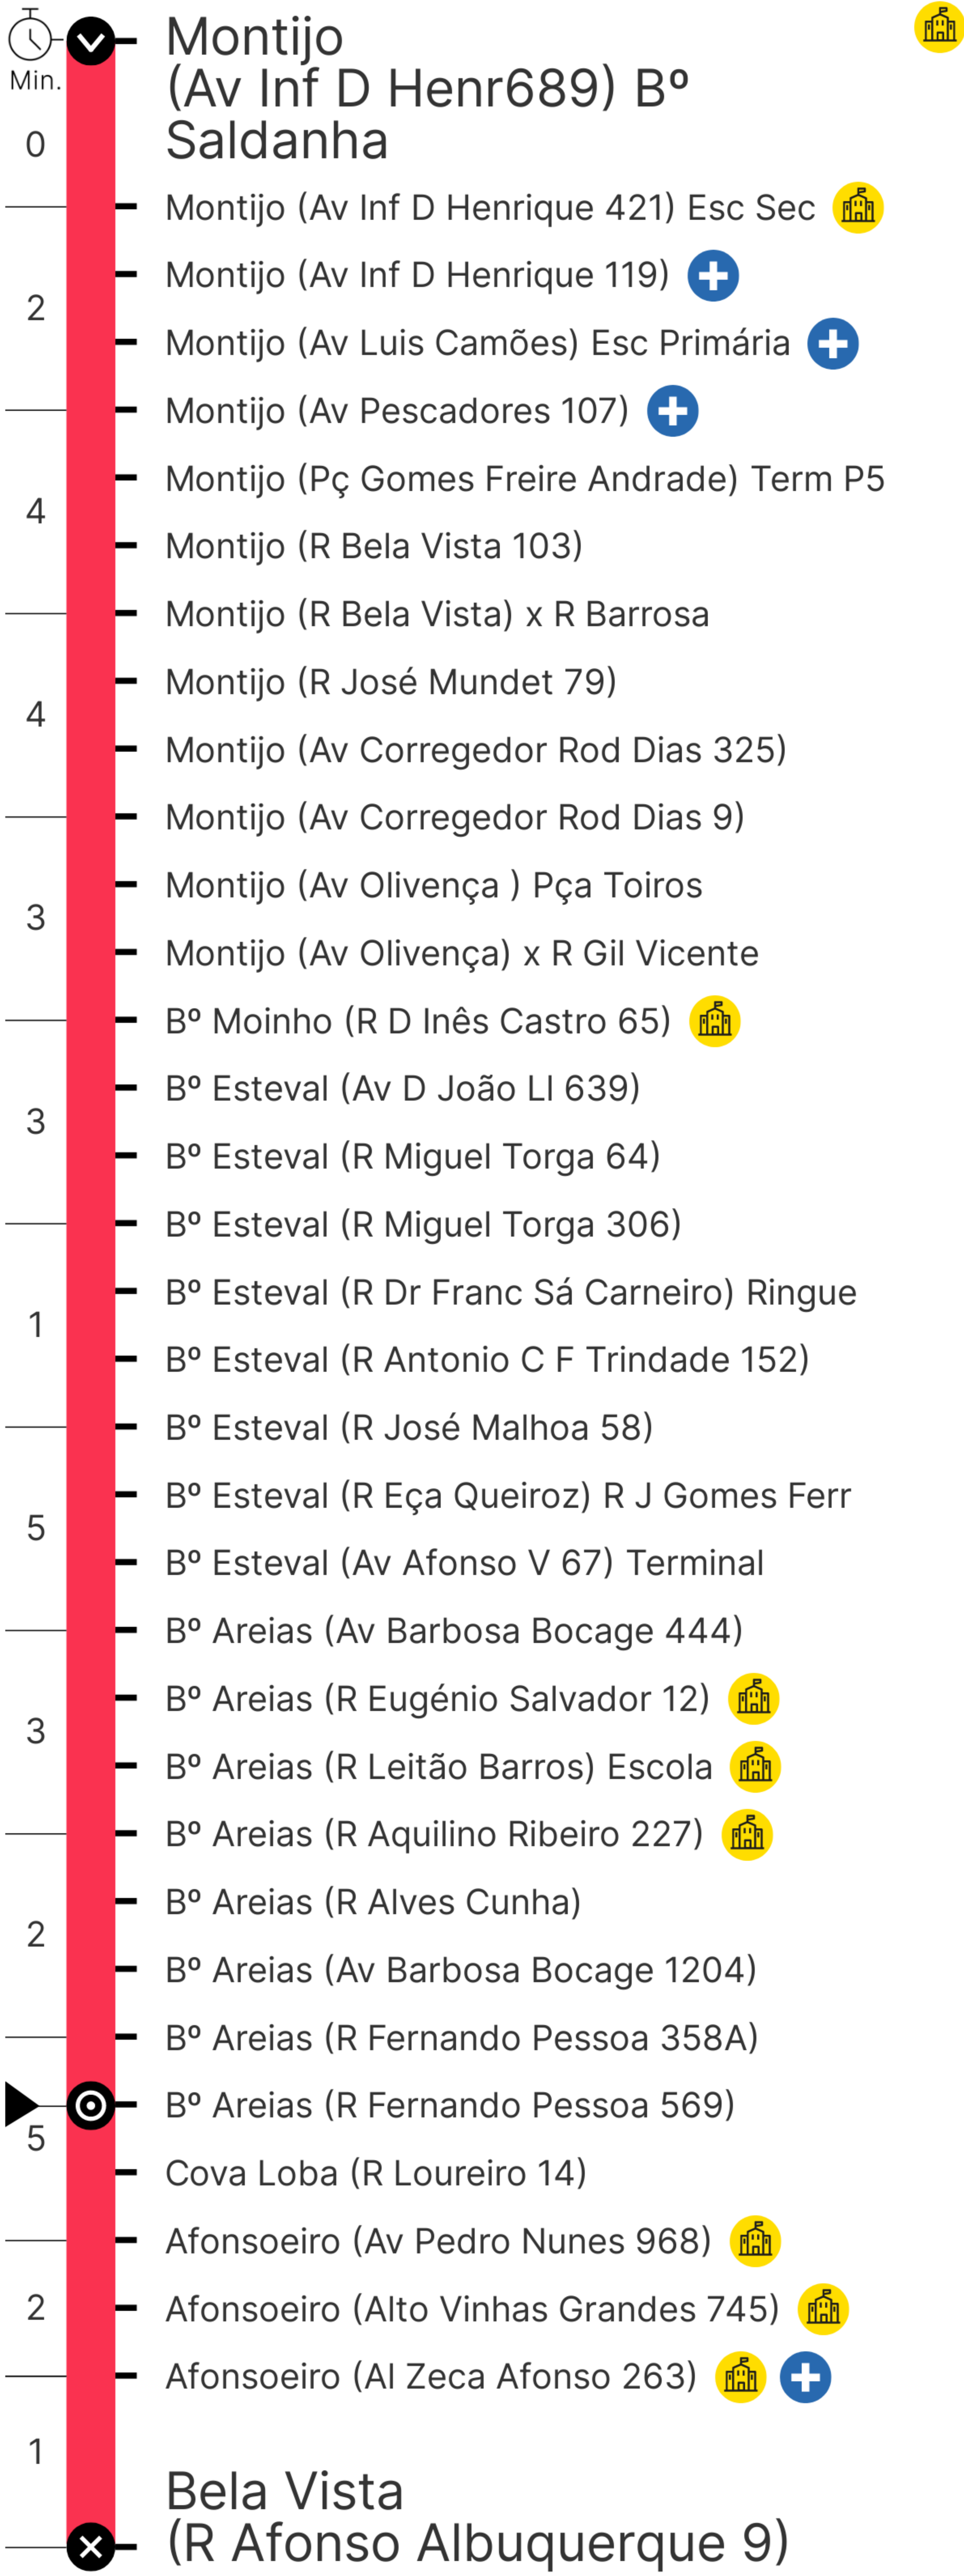 Min.
Montijo
(Av Inf D Henr689) Bº
Saldanha
0
Montijo (Av Inf D Henrique 421) Esc Sec
Montijo (Av Inf D Henrique 119)
2
Montijo (Av Luis Camões) Esc Primária
Montijo (Av Pescadores 107)
Montijo (Pç Gomes Freire Andrade) Term P5
4
Montijo (R Bela Vista 103)
Montijo (R Bela Vista) x R Barrosa
Montijo (R José Mundet 79)
4
Montijo (Av Corregedor Rod Dias 325)
Montijo (Av Corregedor Rod Dias 9)
Montijo (Av Olivença ) Pça Toiros
3
Montijo (Av Olivença) x R Gil Vicente
Bº Moinho (R D Inês Castro 65)
Bº Esteval (Av D João LI 639)
3
Bº Esteval (R Miguel Torga 64)
Bº Esteval (R Miguel Torga 306)
Bº Esteval (R Dr Franc Sá Carneiro) Ringue
1
Bº Esteval (R Antonio C F Trindade 152)
Bº Esteval (R José Malhoa 58)
Bº Esteval (R Eça Queiroz) R J Gomes Ferr
5
Bº Esteval (Av Afonso V 67) Terminal
Bº Areias (Av Barbosa Bocage 444)
Bº Areias (R Eugénio Salvador 12)
3
Bº Areias (R Leitão Barros) Escola
Bº Areias (R Aquilino Ribeiro 227)
Bº Areias (R Alves Cunha)
2
Bº Areias (Av Barbosa Bocage 1204)
Bº Areias (R Fernando Pessoa 358A)
Bº Areias (R Fernando Pessoa 569)
5
Cova Loba (R Loureiro 14)
Afonsoeiro (Av Pedro Nunes 968)
2
Afonsoeiro (Alto Vinhas Grandes 745)
Afonsoeiro (Al Zeca Afonso 263)
1
Bela Vista
(R Afonso Albuquerque 9)